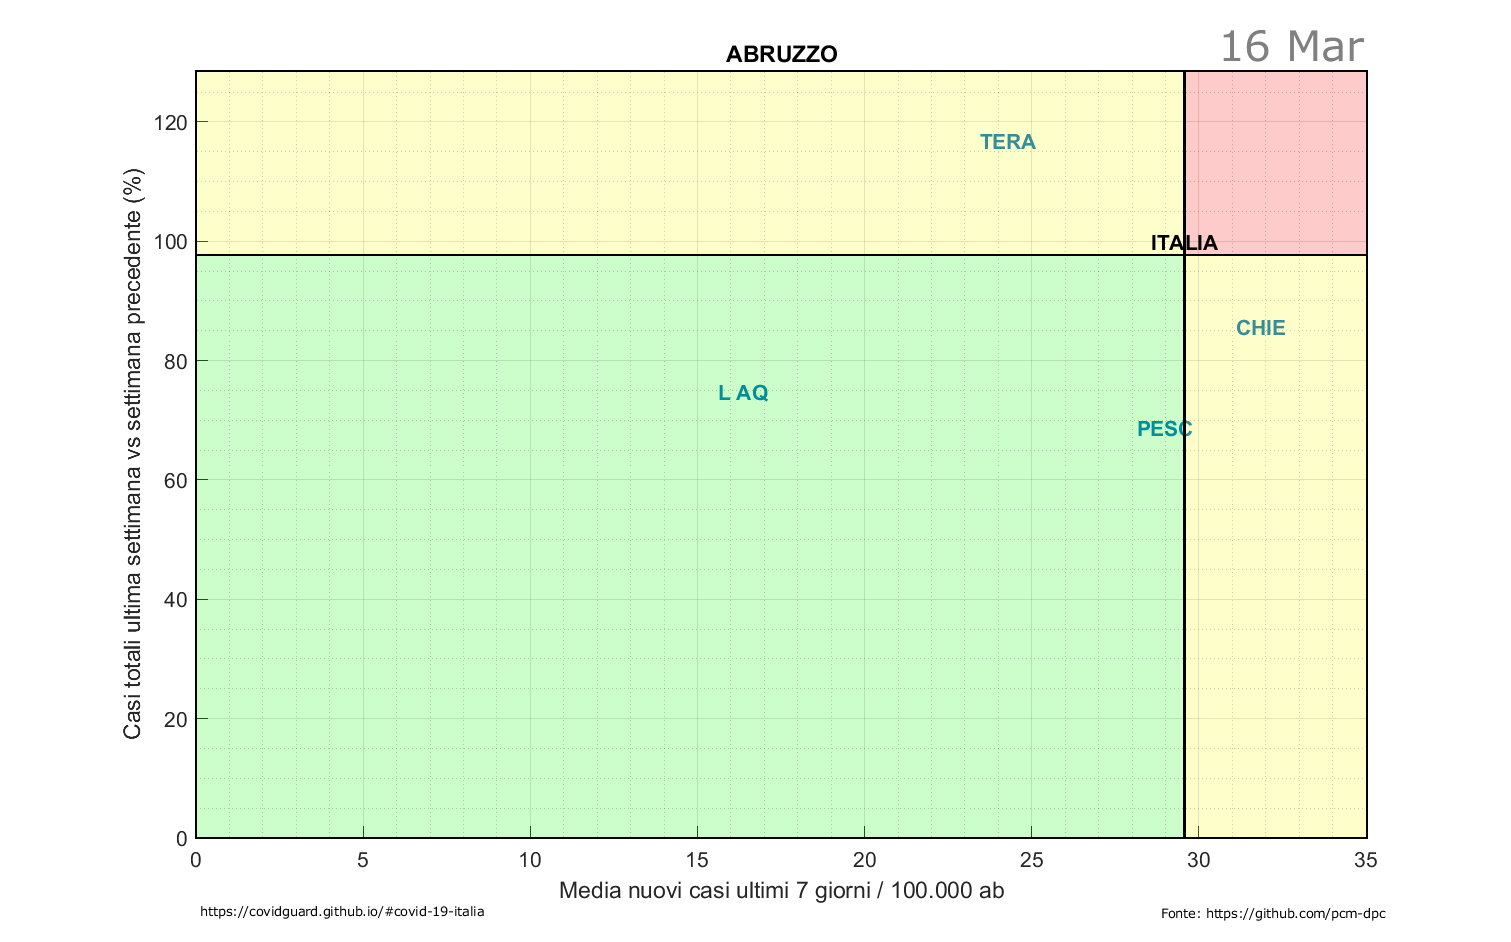 16 Mar
ABRUZZO
Casi totali ultima settimana vs settimana precedente (%)
120
100
80
60
40
20
0
TERA
ITALIA
CHIE
L AQ
PESC
0 5 10 15 20 25 30 35
Media nuovi casi ultimi 7 giorni / 100.000 ab
https://covidguard.github.io/#covid-19-italia
Fonte: https://github.com/pcm-dpc